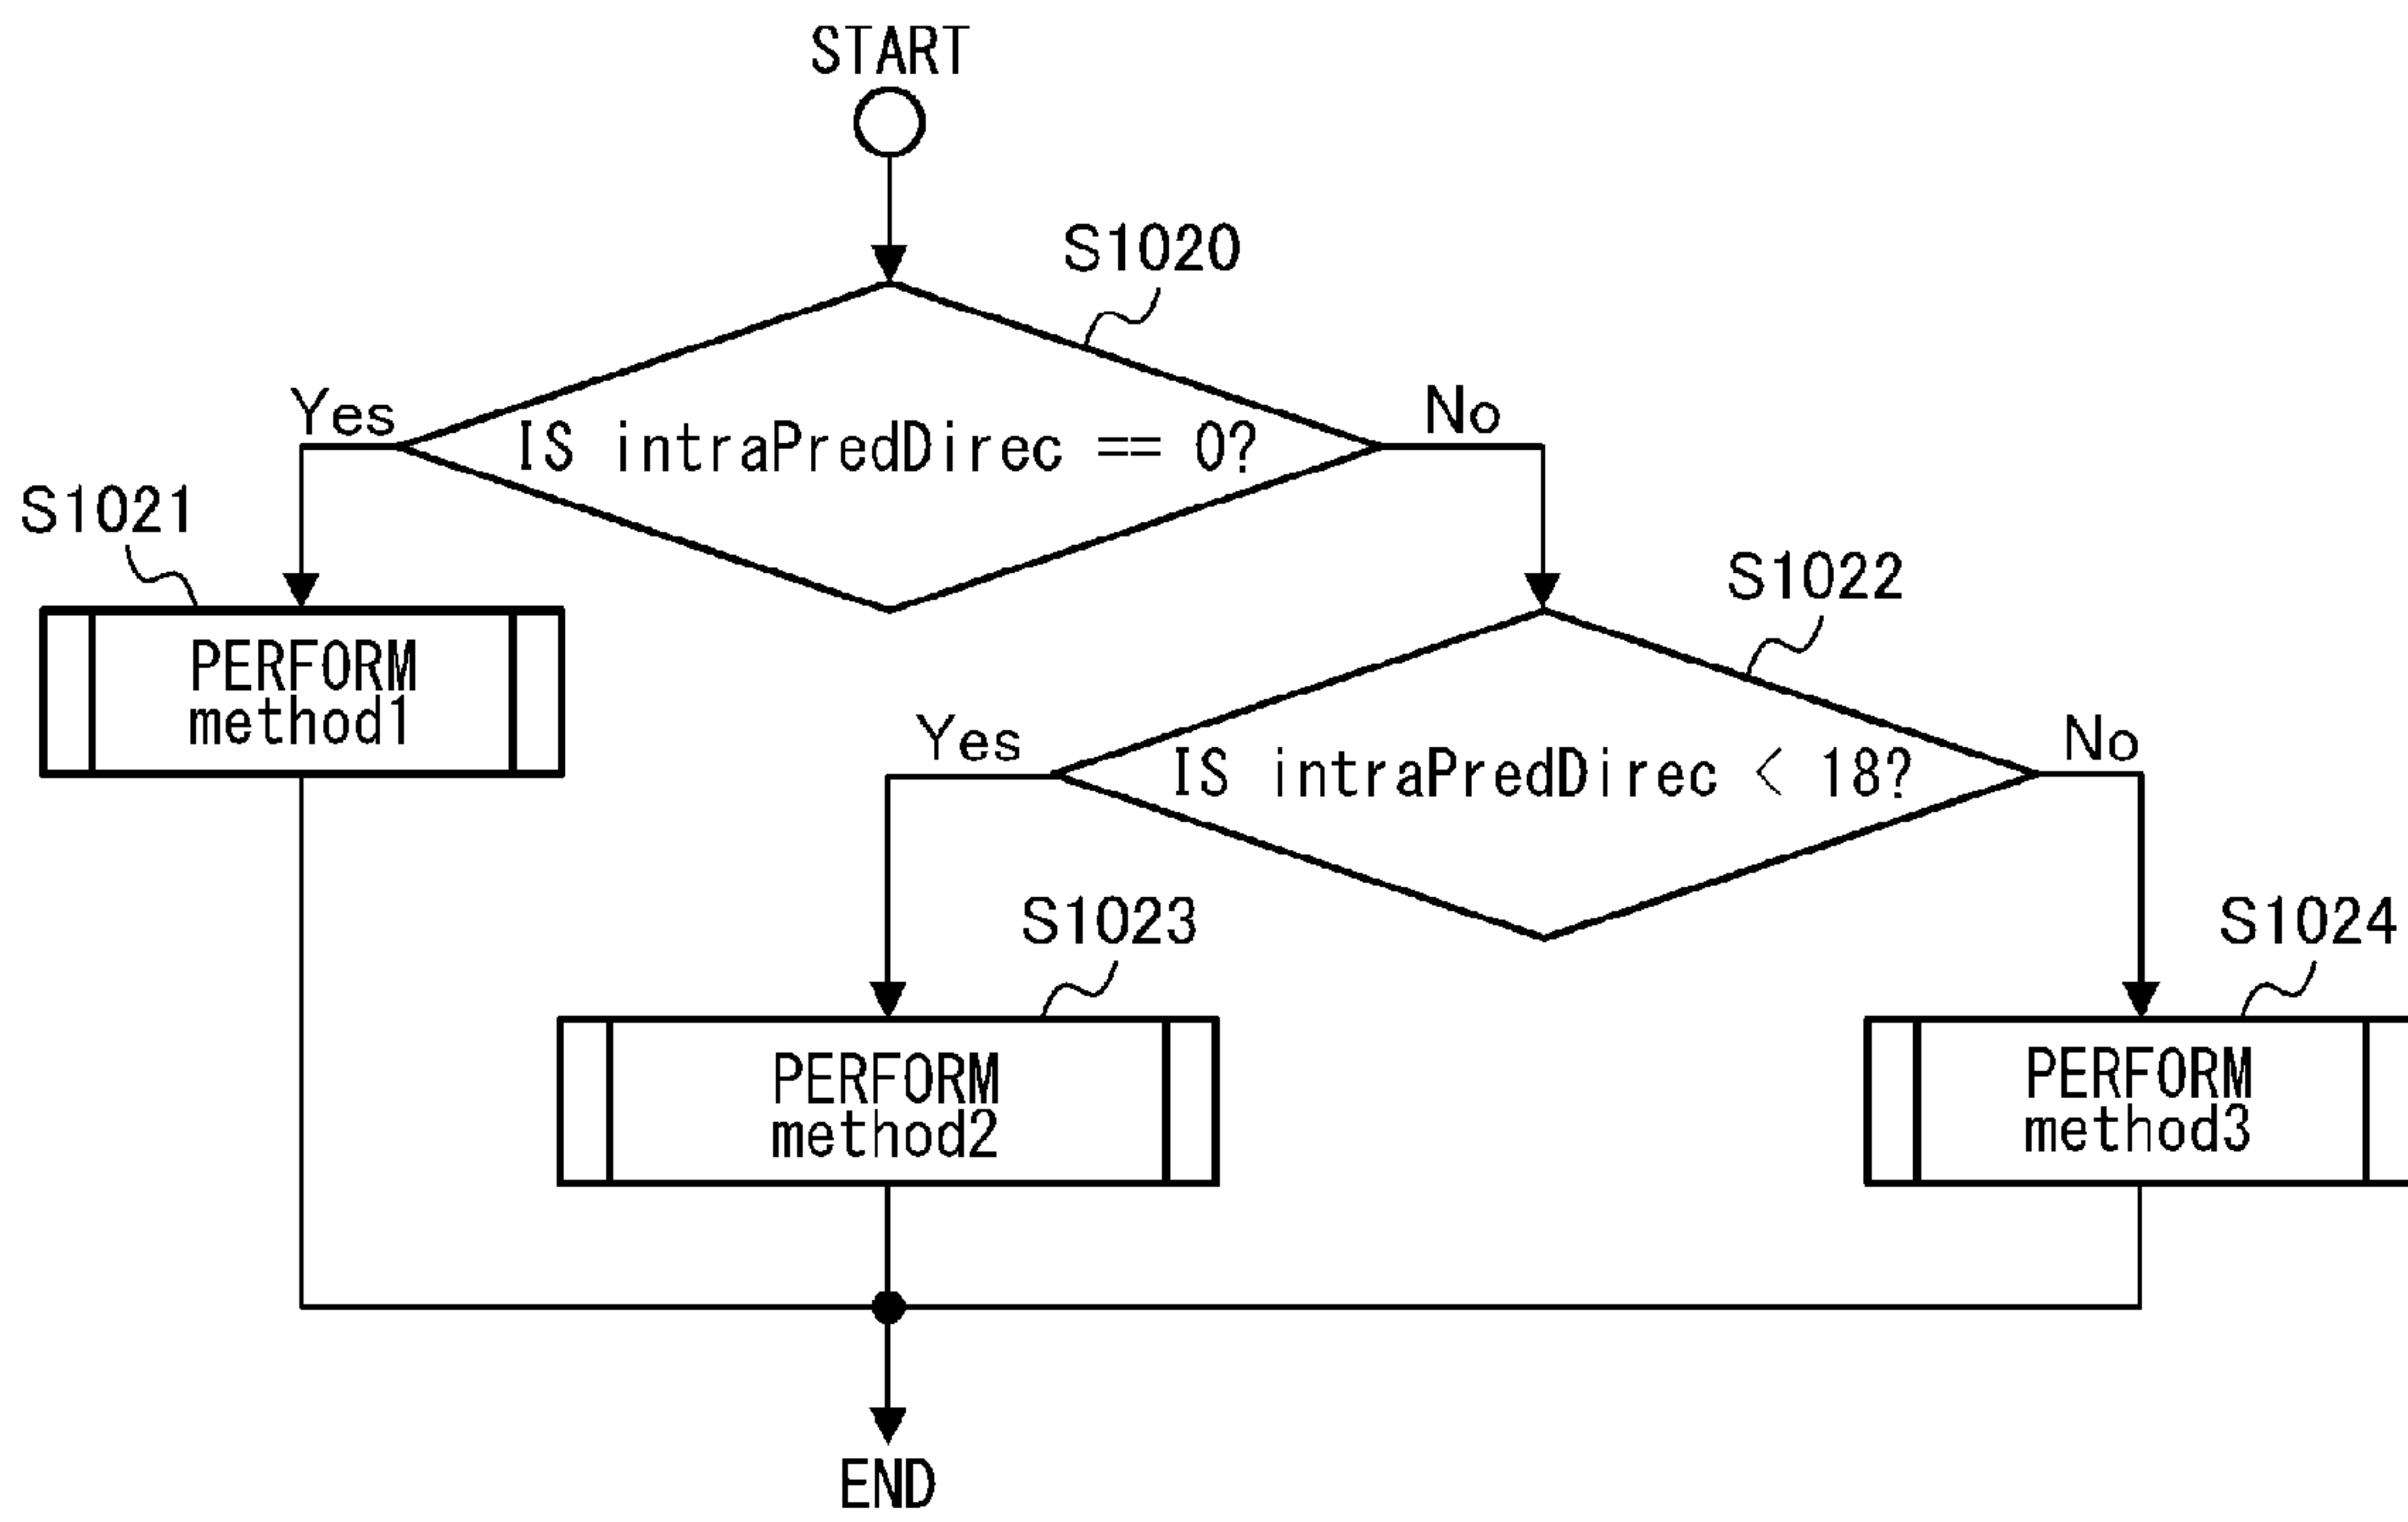 START
S1020
Yes
No
IS intraPredDirec == 0?
S1021
S1022
PERFORM
method1
Yes
No
IS intraPredDirec < 18?
S1023
S1024
PERFORM
method2
PERFORM
method3
END